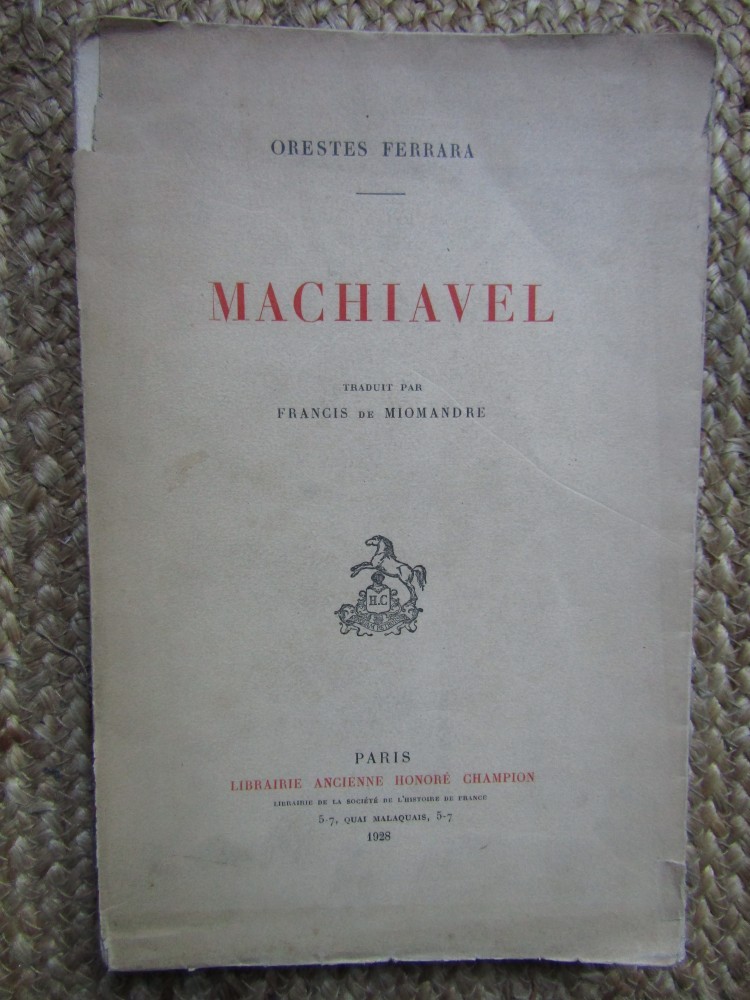 ORESTES FERRARA
MACHIAVEL
TRADUIT PAR
FRANCIS DE MIOMANDRE
H.C
PARIS
LIBRAIRIE ANCIENNE HONORÉ CHAMPION
LIBRAIRIE DE LA SOCIÉTÉ DE L'HISTOIRE DE FRANCE
5-7, QUAI MALAQUAIS, 5-7
1928